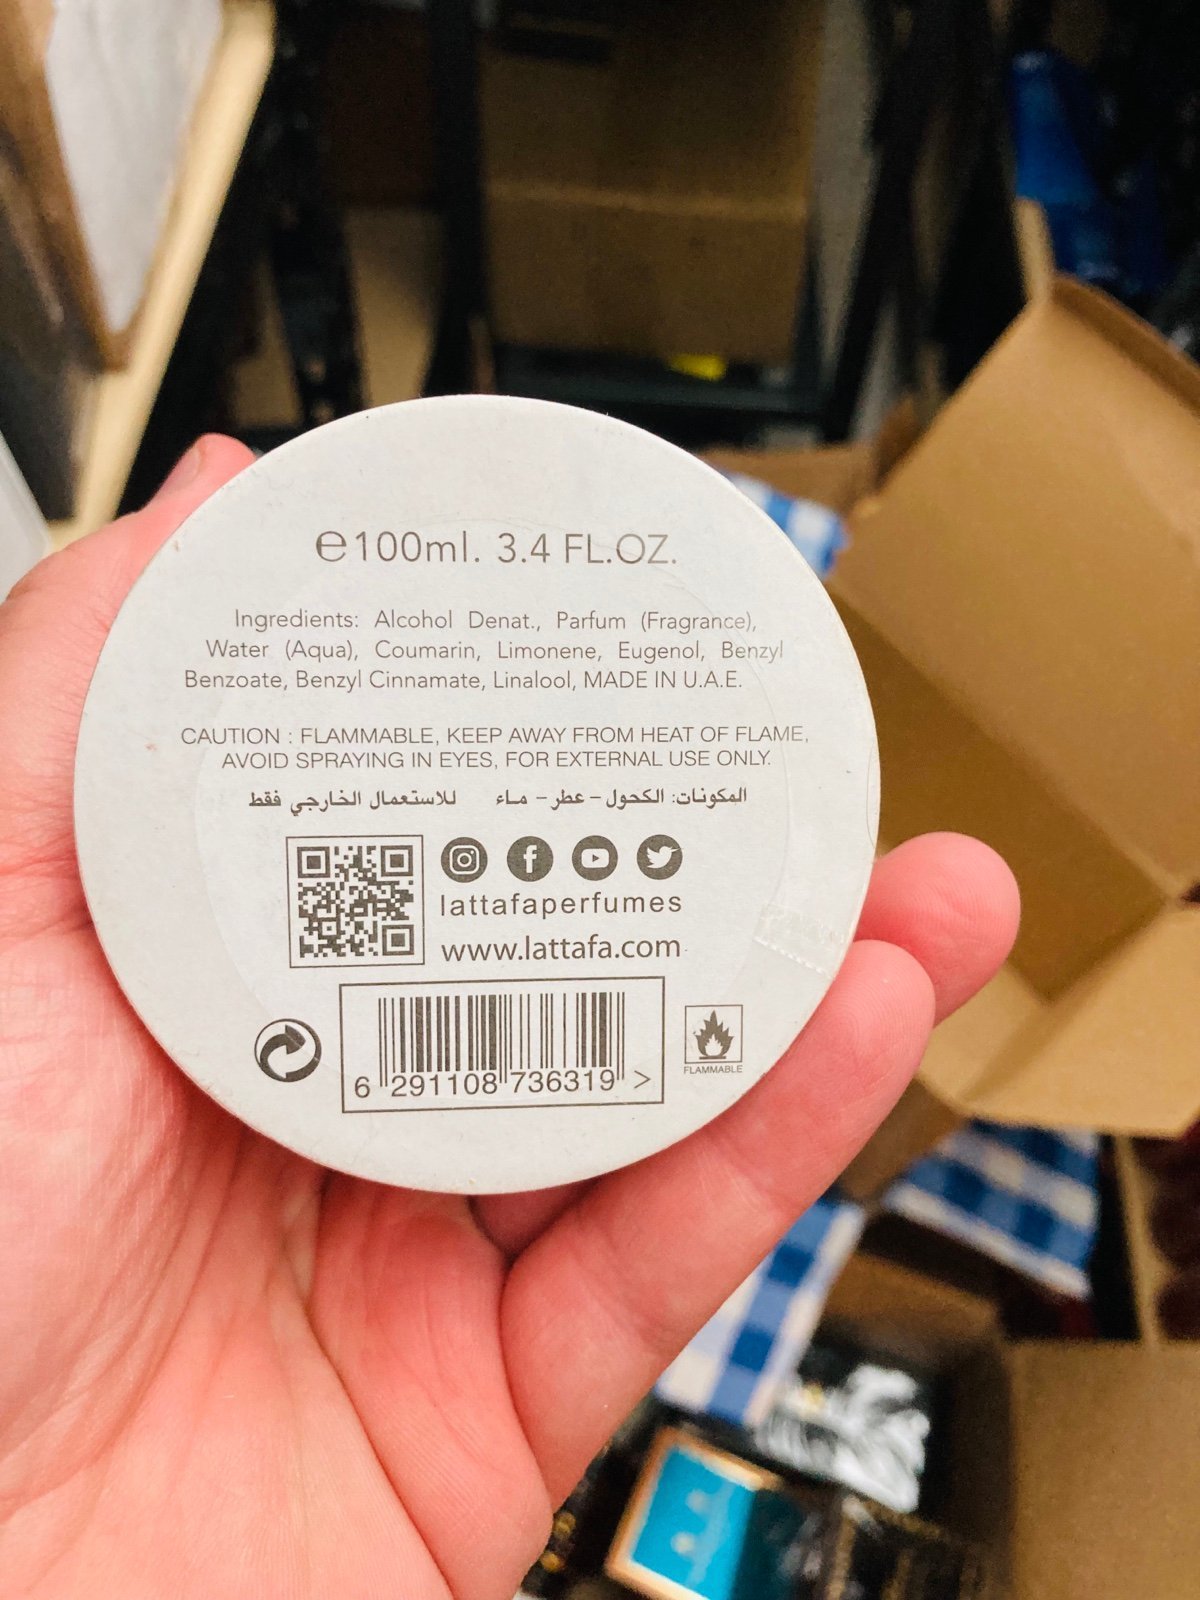 ℮100ml. 3.4 FL.OZ.
Ingredients: Alcohol Denat., Parfum (Fragrance),
Water (Aqua), Coumarin, Limonene, Eugenol, Benzyl
Benzoate, Benzyl Cinnamate, Linalool, MADE IN U.A.E.
CAUTION : FLAMMABLE, KEEP AWAY FROM HEAT OF FLAME,
AVOID SPRAYING IN EYES, FOR EXTERNAL USE ONLY.
المكونات: الكحول – عطر – ماء للاستعمال الخارجي فقط
lattafaperfumes
www.lattafa.com
6 291108 736319 >
FLAMMABLE